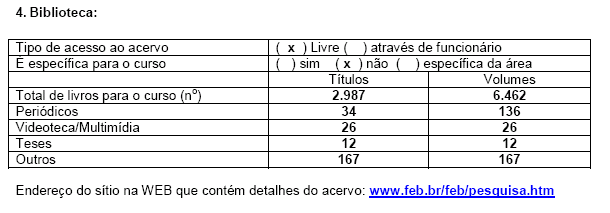 4. Biblioteca:
Tipo de acesso ao acervo ( x ) Livre ( ) através de funcionário
É específica para o curso ( ) sim ( x ) não ( ) específica da área
Títulos Volumes
Total de livros para o curso (nº) 2.987 6.462
Periódicos 34 136
Videoteca/Multimídia 26 26
Teses 12 12
Outros 167 167
Endereço do sítio na WEB que contém detalhes do acervo: www.feb.br/feb/pesquisa.htm